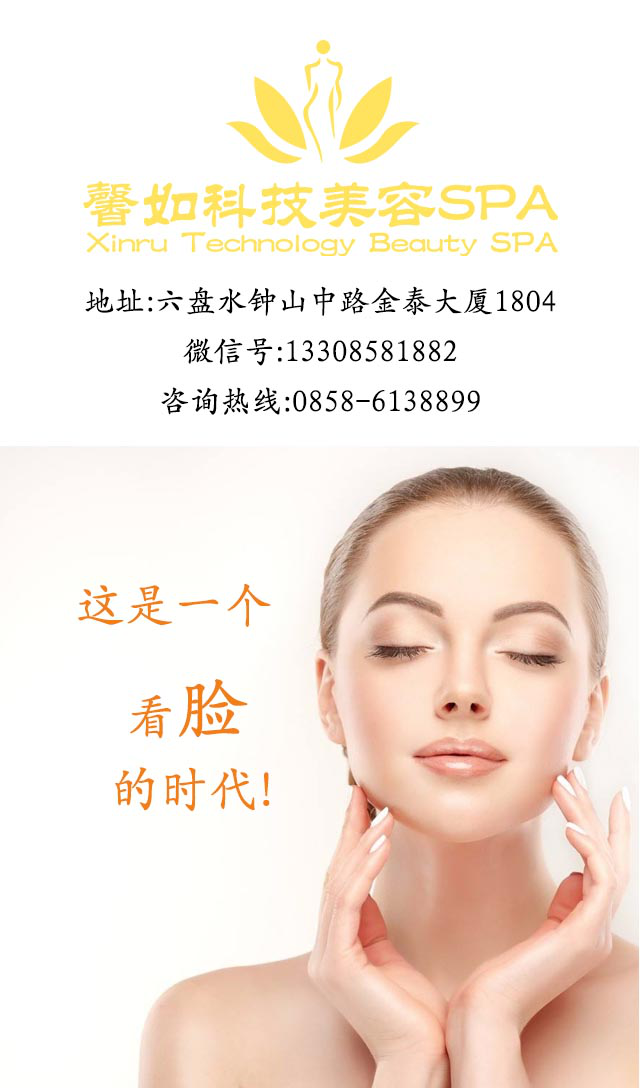 馨如科技美容SPA
Xinru Technology Beauty SPA
地址:六盘水钟山中路金泰大厦1804
微信号:13308581882
咨询热线:0858-6138899
这是一个
看脸
的时代!